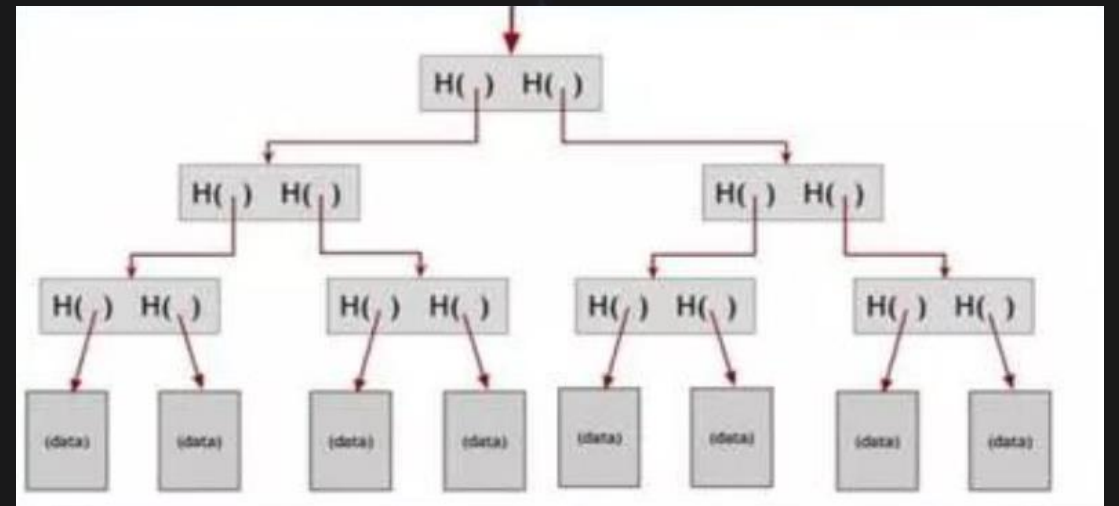 H( ) H( )
H( ) H( ) H( ) H( )
H( ) H( ) H( ) H( ) H( ) H( ) H( ) H( )
(data) (data) (data) (data) (data) (data) (data) (data)